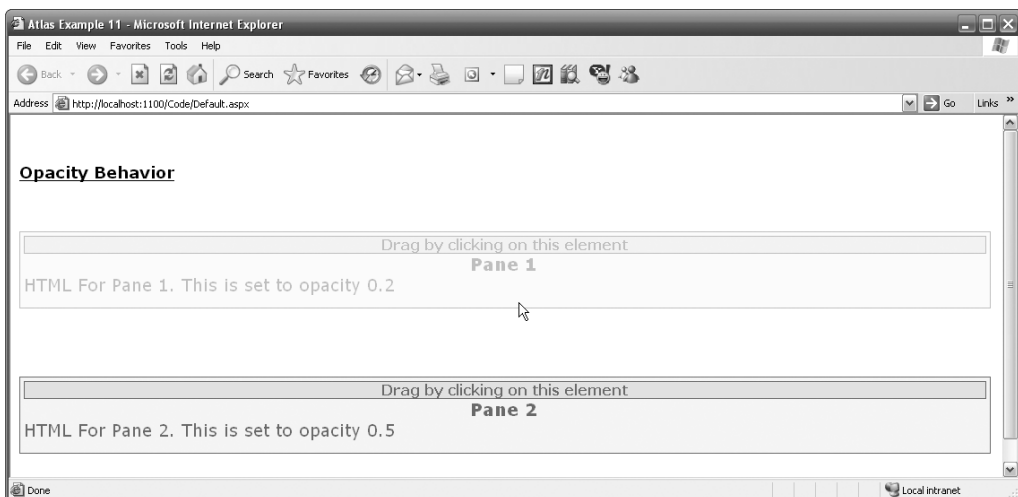 Atlas Example 11 - Microsoft Internet Explorer
File Edit View Favorites Tools Help
Back Search Favorites
Address http://localhost:1100/Code/Default.aspx Go Links »
Opacity Behavior
Drag by clicking on this element
Pane 1
HTML For Pane 1. This is set to opacity 0.2
Drag by clicking on this element
Pane 2
HTML For Pane 2. This is set to opacity 0.5
Done Local intranet